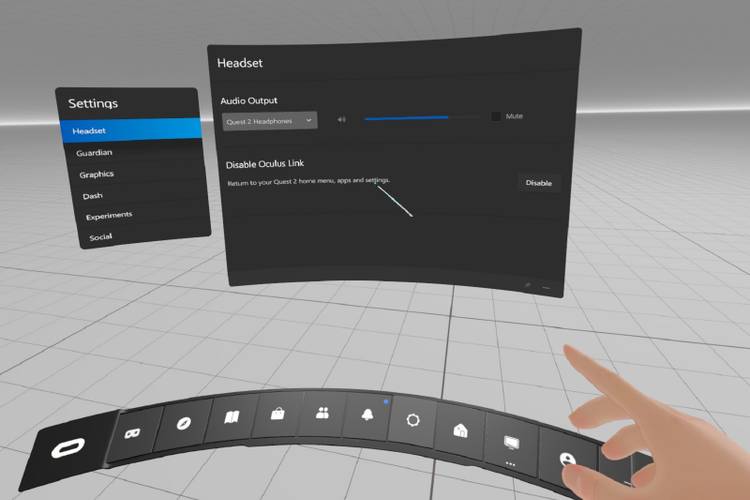 Settings
Headset
Guardian
Graphics
Dash
Experiments
Social
Headset
Audio Output
Quest 2 Headphones
Mute
Disable Oculus Link
Return to your Quest 2 home menu, apps and settings.
Disable